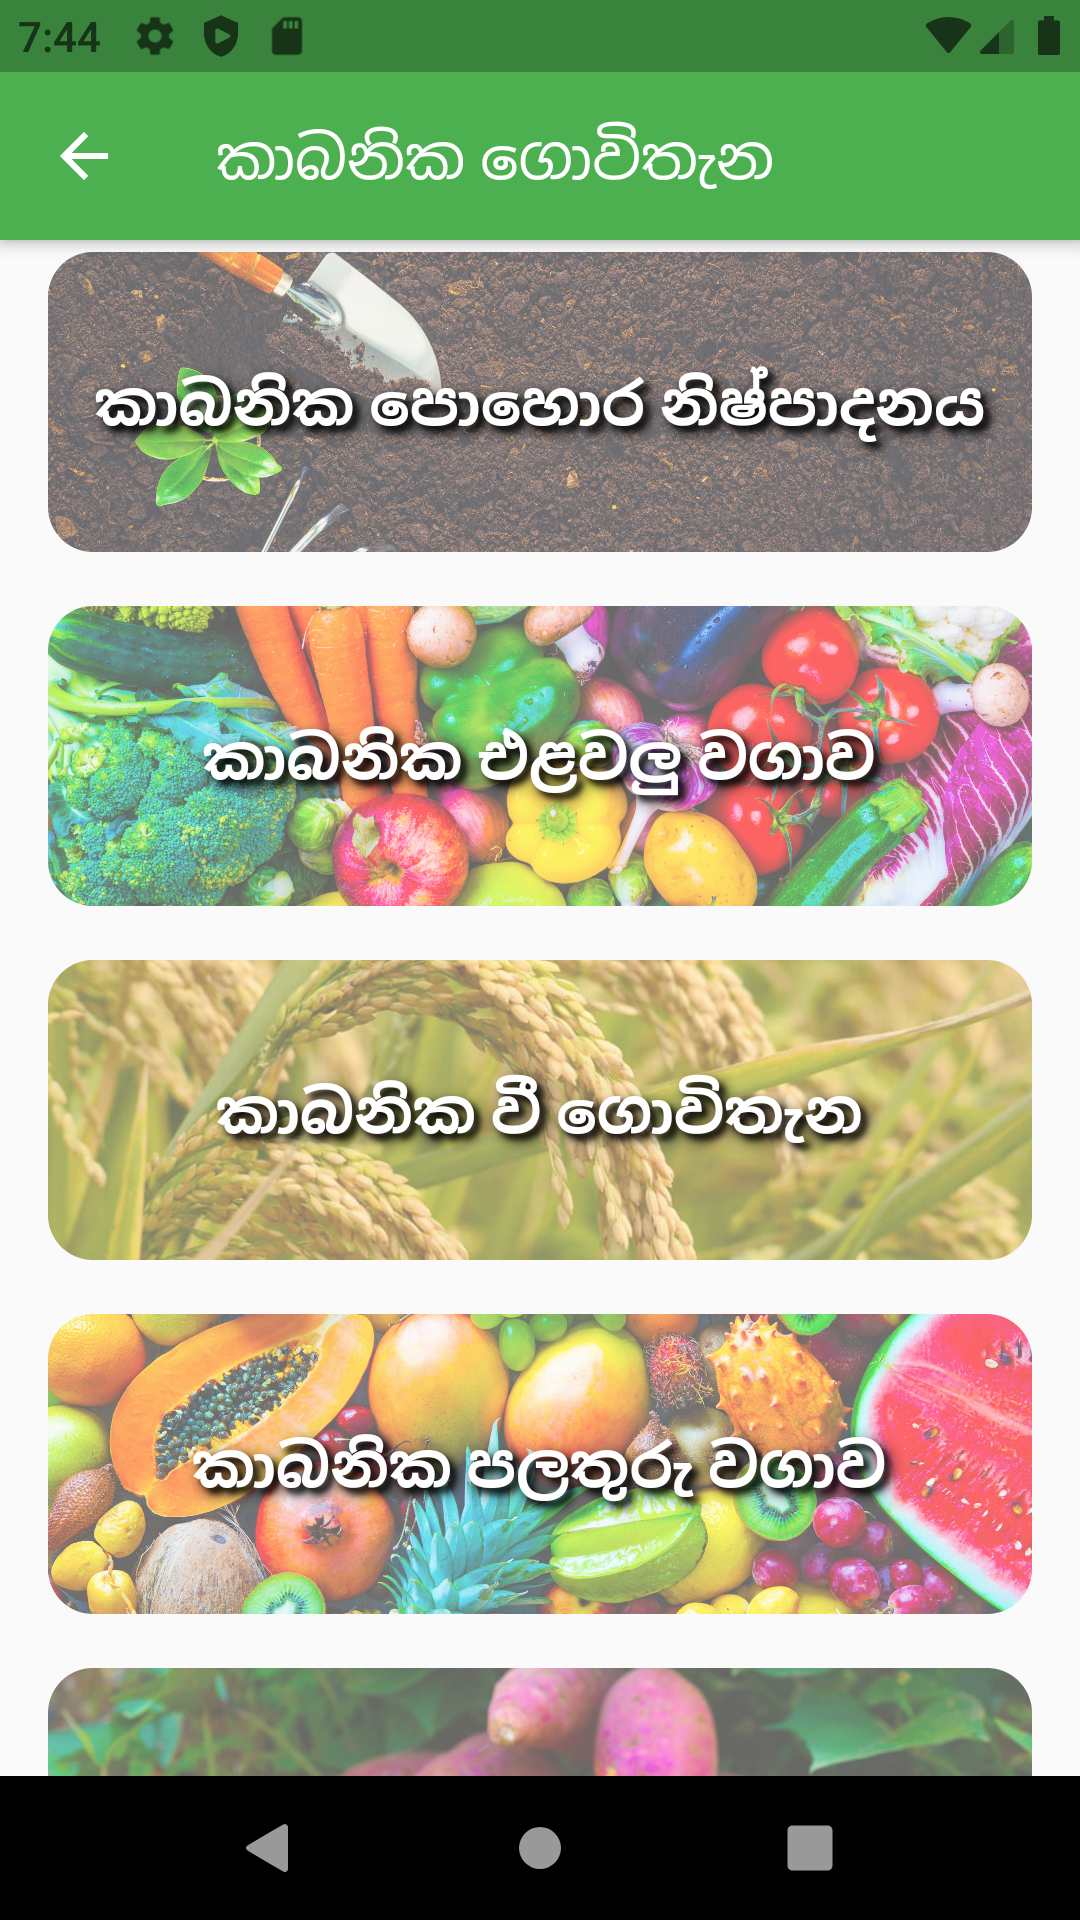 7:44
කාබනික ගොවිතැන
කාබනික පොහොර නිෂ්පාදනය
කාබනික එළවලු වගාව
කාබනික වී ගොවිතැන
කාබනික පලතුරු වගාව